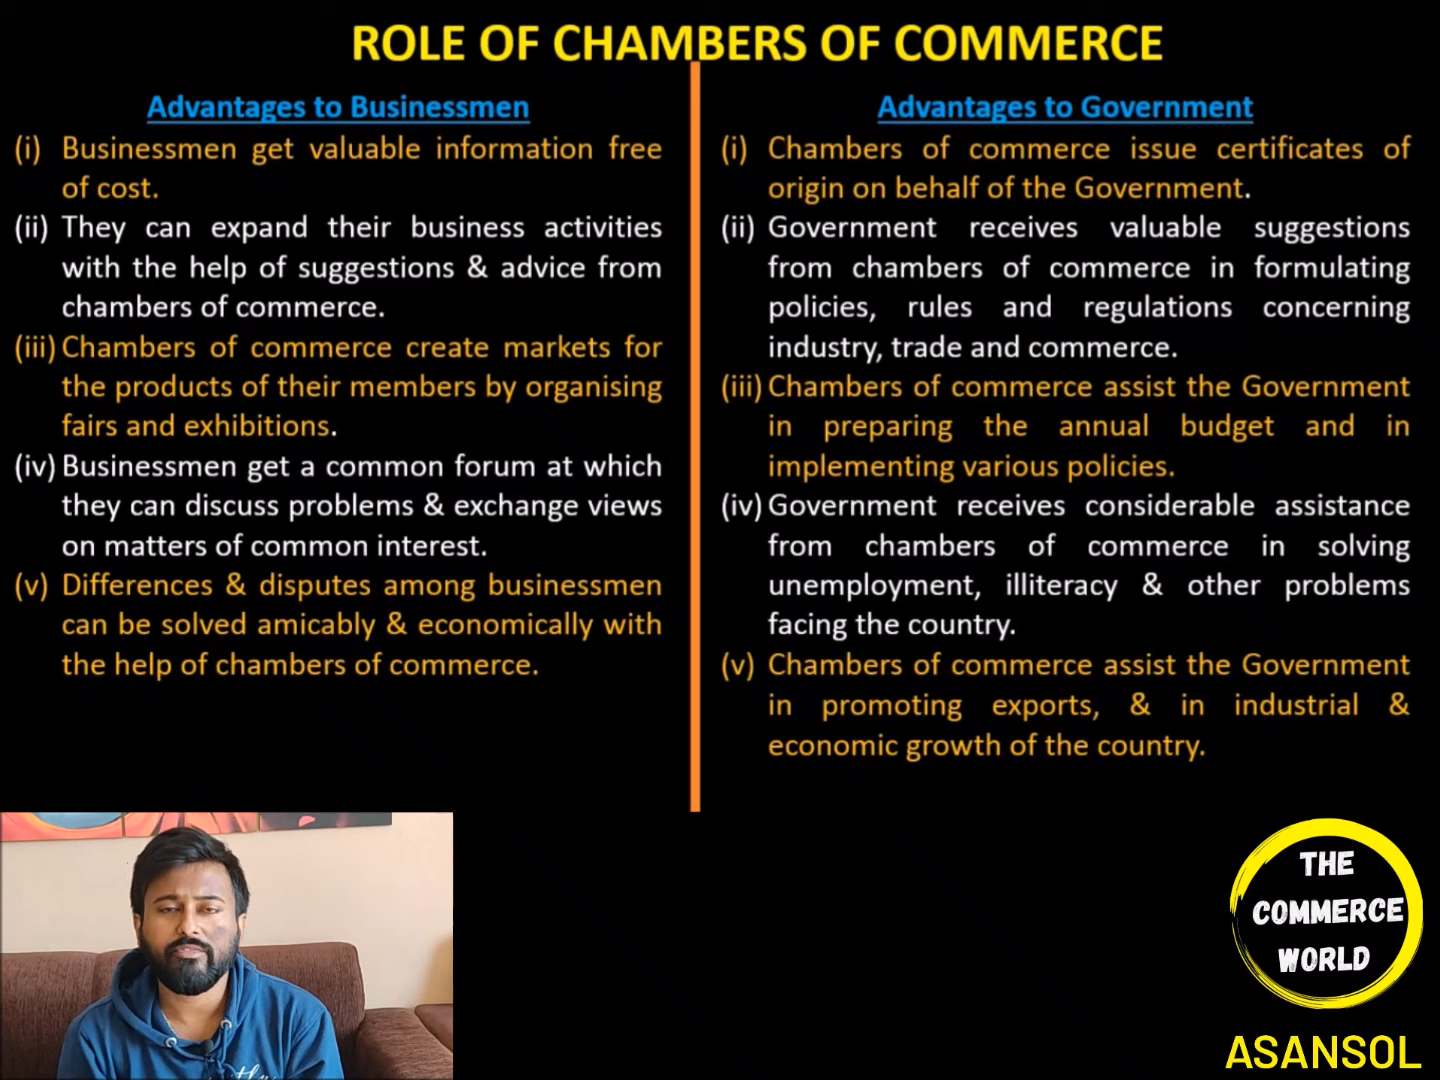 ROLE OF CHAMBERS OF COMMERCE
Advantages to Businessmen
(i) Businessmen get valuable information free
of cost.
(ii) They can expand their business activities
with the help of suggestions & advice from
chambers of commerce.
(iii) Chambers of commerce create markets for
the products of their members by organising
fairs and exhibitions.
(iv) Businessmen get a common forum at which
they can discuss problems & exchange views
on matters of common interest.
(v) Differences & disputes among businessmen
can be solved amicably & economically with
the help of chambers of commerce.
Advantages to Government
(i) Chambers of commerce issue certificates of
origin on behalf of the Government.
(ii) Government receives valuable suggestions
from chambers of commerce in formulating
policies, rules and regulations concerning
industry, trade and commerce.
(iii) Chambers of commerce assist the Government
in preparing the annual budget and in
implementing various policies.
(iv) Government receives considerable assistance
from chambers of commerce in solving
unemployment, illiteracy & other problems
facing the country.
(v) Chambers of commerce assist the Government
in promoting exports, & in industrial &
economic growth of the country.
THE
COMMERCE
WORLD
ASANSOL